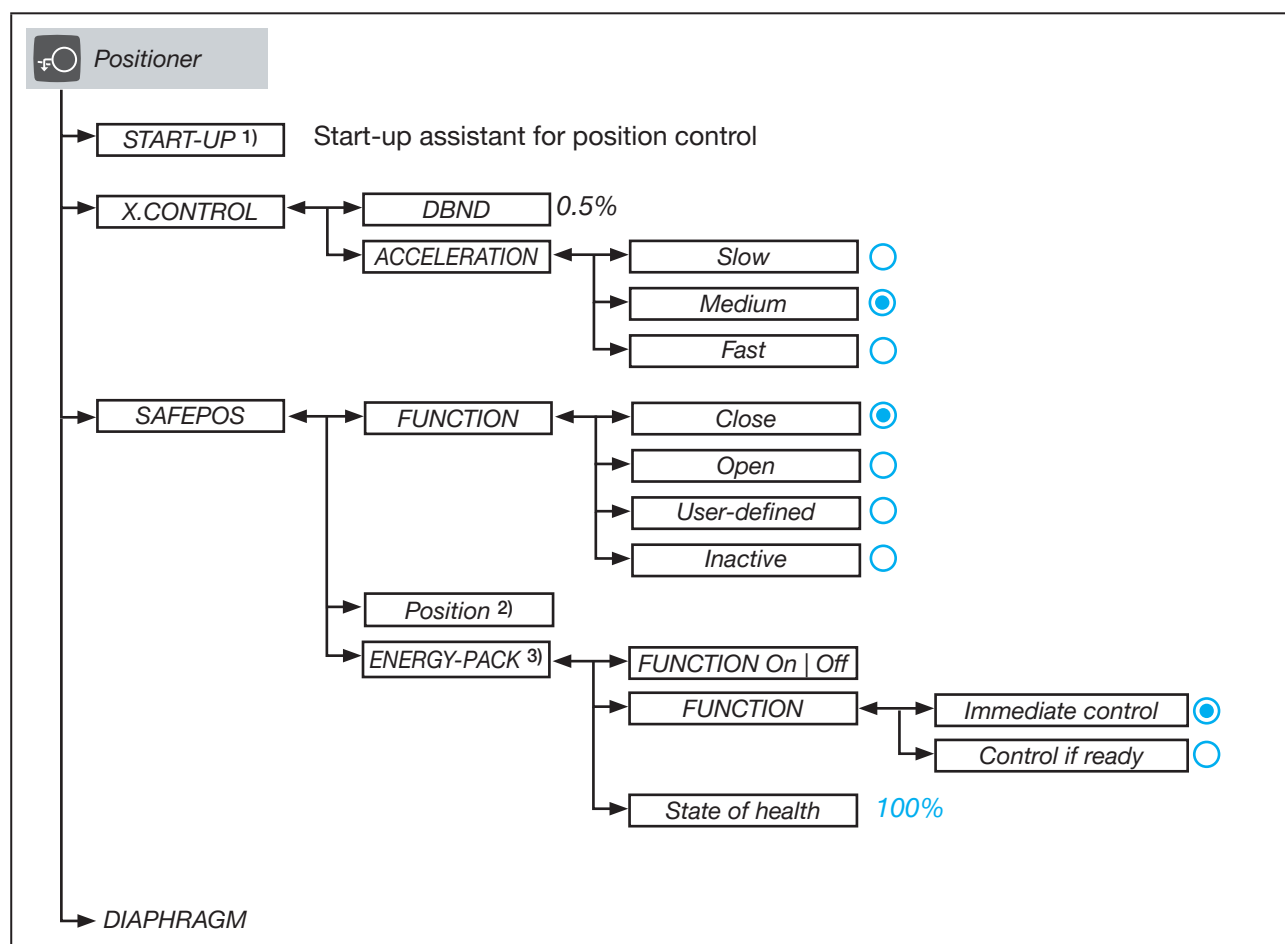 Positioner
START-UP 1) Start-up assistant for position control
X.CONTROL
DBND 0.5%
ACCELERATION
Slow
Medium
Fast
SAFEPOS
FUNCTION
Close
Open
User-defined
Inactive
Position 2)
ENERGY-PACK 3)
FUNCTION On | Off
FUNCTION
Immediate control
Control if ready
State of health 100%
DIAPHRAGM